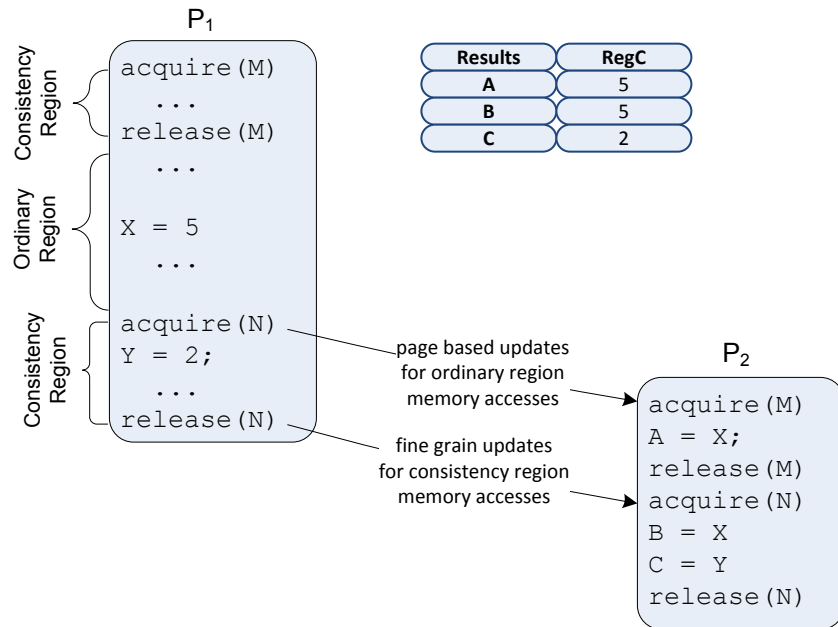 P1
Consistency
Region
acquire(M)
...
release(M)
Ordinary
Region
...
X = 5
...
Consistency
Region
acquire(N)
Y = 2;
...
release(N)
Results RegC
A 5
B 5
C 2
page based updates
for ordinary region
memory accesses
fine grain updates
for consistency region
memory accesses
P2
acquire(M)
A = X;
release(M)
acquire(N)
B = X
C = Y
release(N)